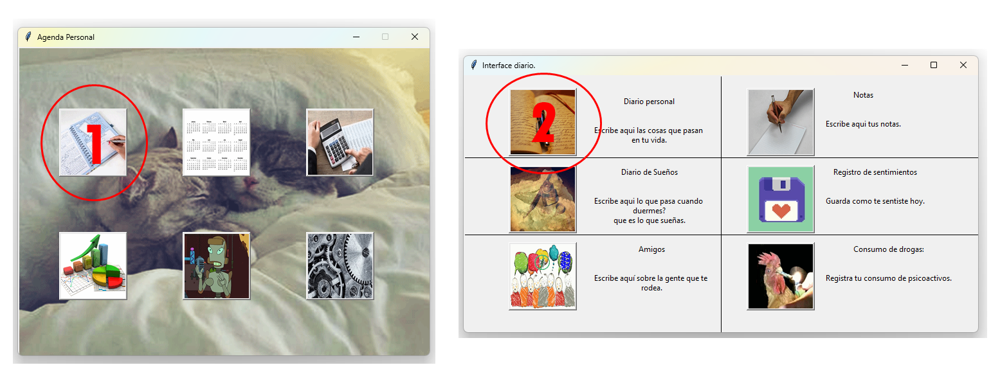 Agenda Personal
1
Interface diario.
2
Diario personal
Escribe aqui las cosas que pasan
en tu vida.
Notas
Escribe aqui tus notas.
Diario de Sueños
Escribe aqui lo que pasa cuando
duermes?
que es lo que sueñas.
Registro de sentimientos
Guarda como te sentiste hoy.
Amigos
Escribe aquí sobre la gente que te
rodea.
Consumo de drogas:
Registra tu consumo de psicoactivos.